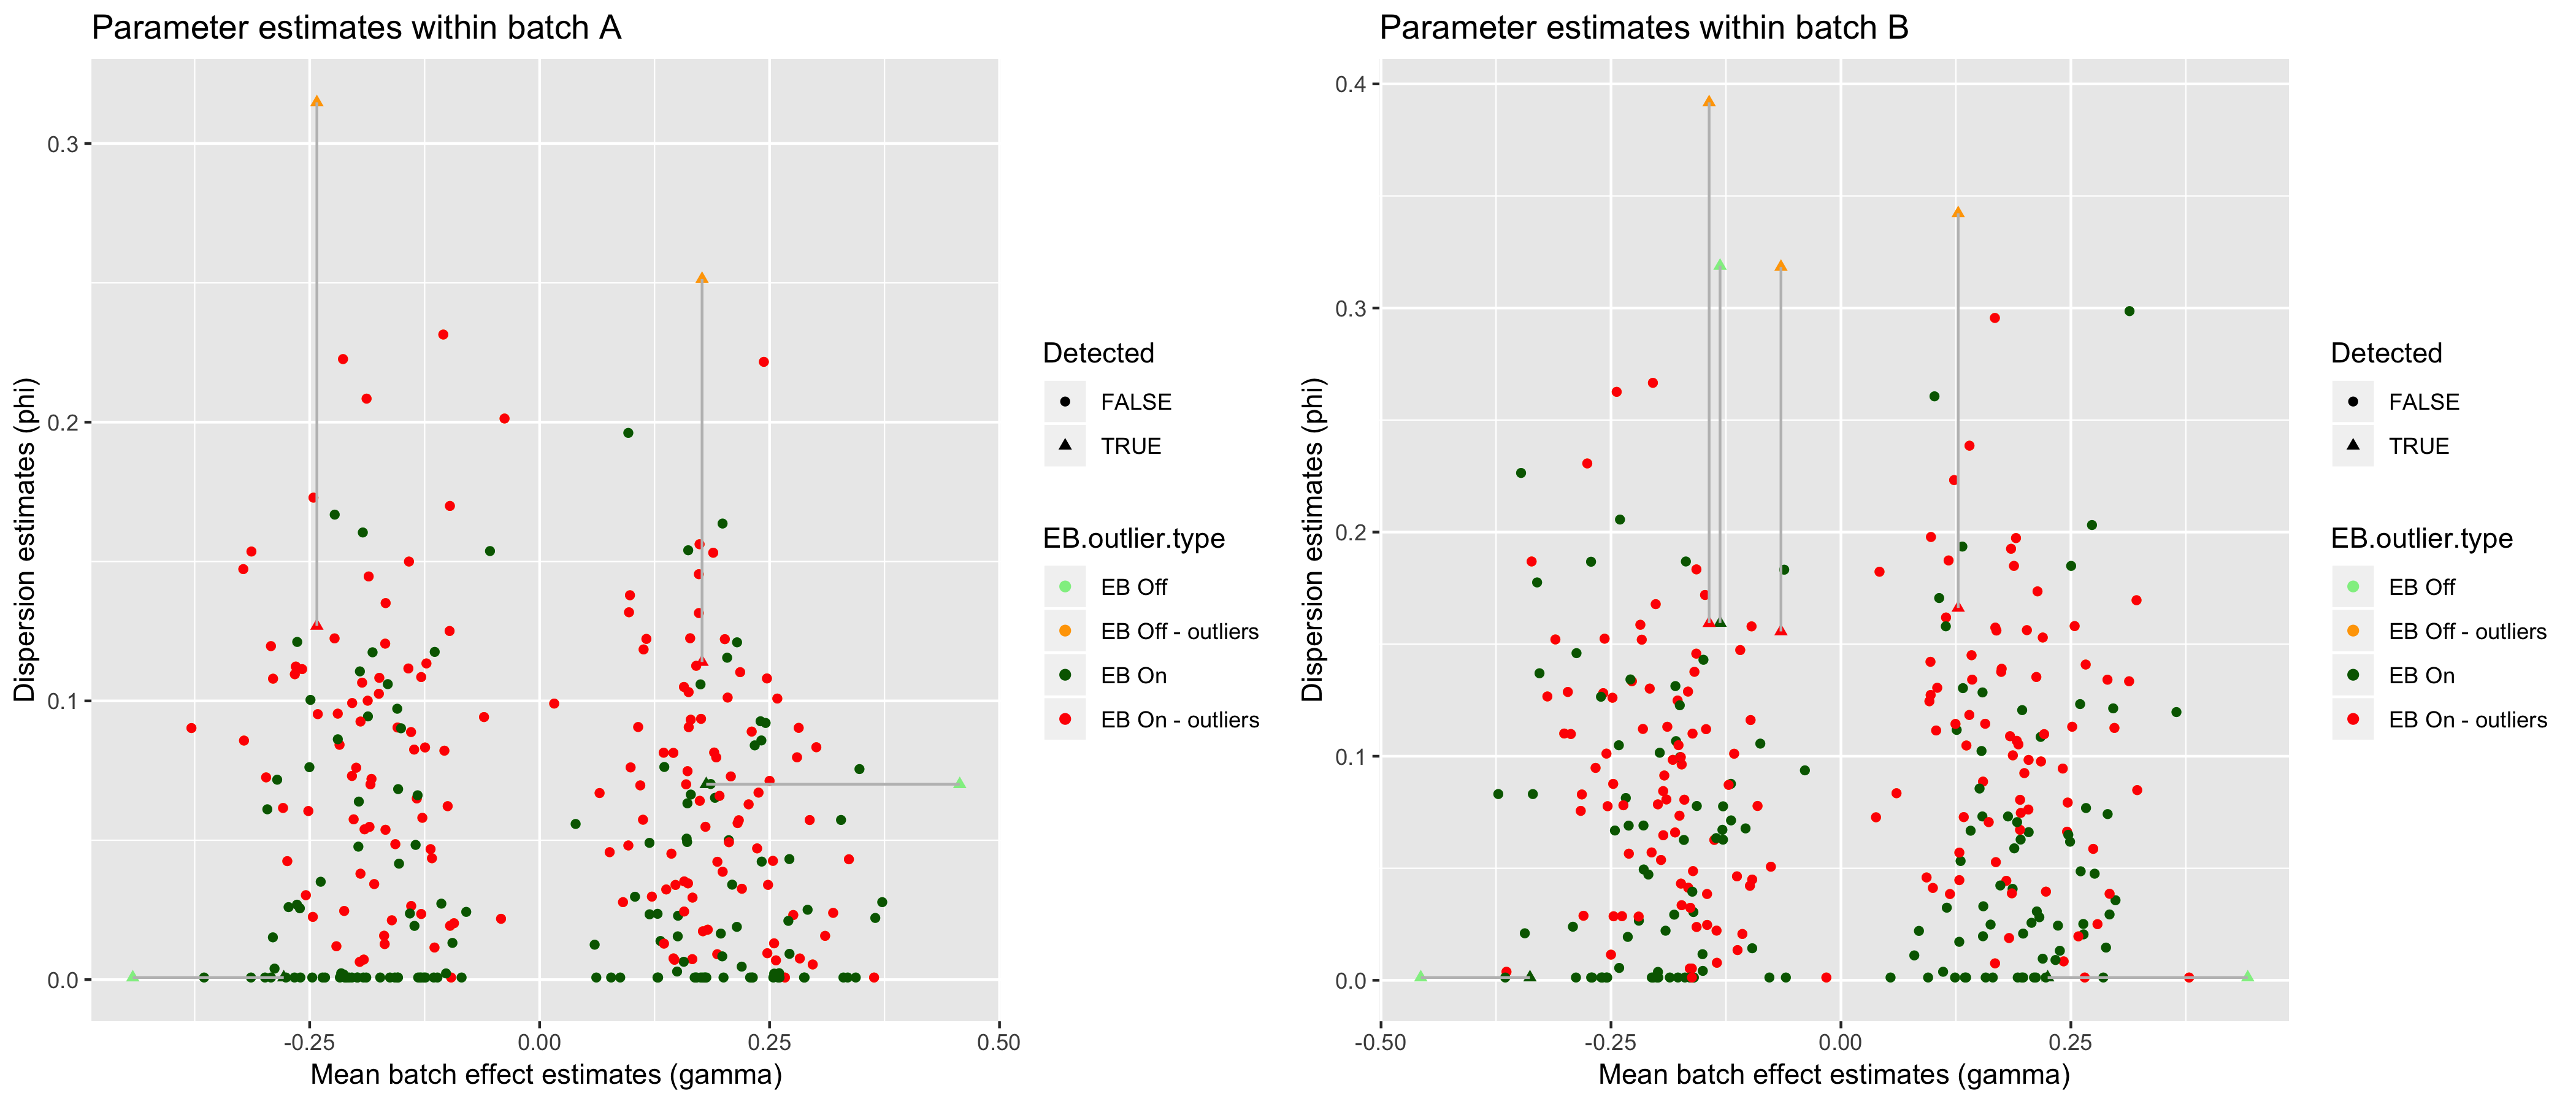 Parameter estimates within batch A
Dispersion estimates (phi)
0.3
0.2
0.1
0.0
-0.25
0.00
0.25
0.50
Mean batch effect estimates (gamma)
Detected
FALSE
TRUE
EB.outlier.type
EB Off
EB Off - outliers
EB On
EB On - outliers
Parameter estimates within batch B
Dispersion estimates (phi)
0.4
0.3
0.2
0.1
0.0
-0.50
-0.25
0.00
0.25
Mean batch effect estimates (gamma)
Detected
FALSE
TRUE
EB.outlier.type
EB Off
EB Off - outliers
EB On
EB On - outliers